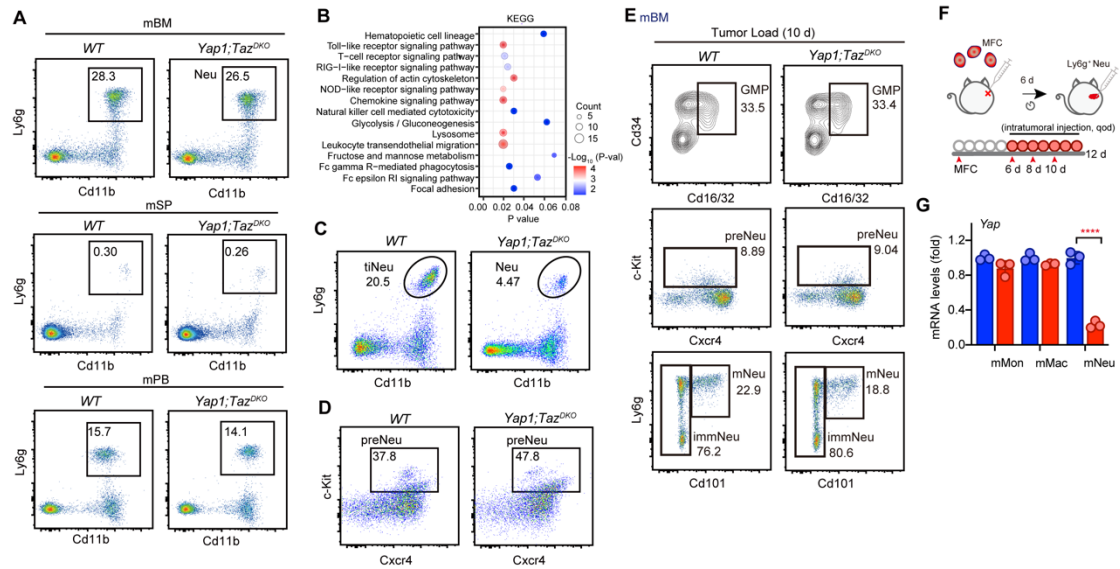 A
mBM
WT
Yap1;Taz^DKO
28.3
Neu
26.5
Ly6g
Cd11b
Cd11b
mSP
WT
Yap1;Taz^DKO
0.30
0.26
Ly6g
Cd11b
Cd11b
mPB
WT
Yap1;Taz^DKO
15.7
14.1
Ly6g
Cd11b
Cd11b
B
KEGG
Hematopoietic cell lineage
Toll-like receptor signaling pathway
T-cell receptor signaling pathway
RIG-I-like receptor signaling pathway
Regulation of actin cytoskeleton
NOD-like receptor signaling pathway
Chemokine signaling pathway
Natural killer cell mediated cytotoxicity
Glycolysis / Gluconeogenesis
Lysosome
Leukocyte transendothelial migration
Fructose and mannose metabolism
Fc gamma R-mediated phagocytosis
Fc epsilon RI signaling pathway
Focal adhesion
0.00
0.02
0.04
0.06
0.08
P value
Count
5
10
15
-Log10 (P-val)
4
3
2
C
WT
Yap1;Taz^DKO
tiNeu
20.5
Neu
4.47
Ly6g
Cd11b
Cd11b
D
WT
Yap1;Taz^DKO
preNeu
37.8
preNeu
47.8
c-Kit
Cxcr4
Cxcr4
E
mBM
Tumor Load (10 d)
WT
Yap1;Taz^DKO
GMP
33.5
GMP
33.4
Cd34
Cd16/32
Cd16/32
preNeu
8.89
preNeu
9.04
c-Kit
Cxcr4
Cxcr4
mNeu
22.9
immNeu
76.2
mNeu
18.8
immNeu
80.6
Ly6g
Cd101
Cd101
F
MFC
Ly6g+ Neu
6 d
(intratumoral injection, qod)
12 d
MFC
6 d
8 d
10 d
G
Yap
****
mRNA levels (fold)
1.2
0.8
0.4
0.0
mMon
mMac
mNeu